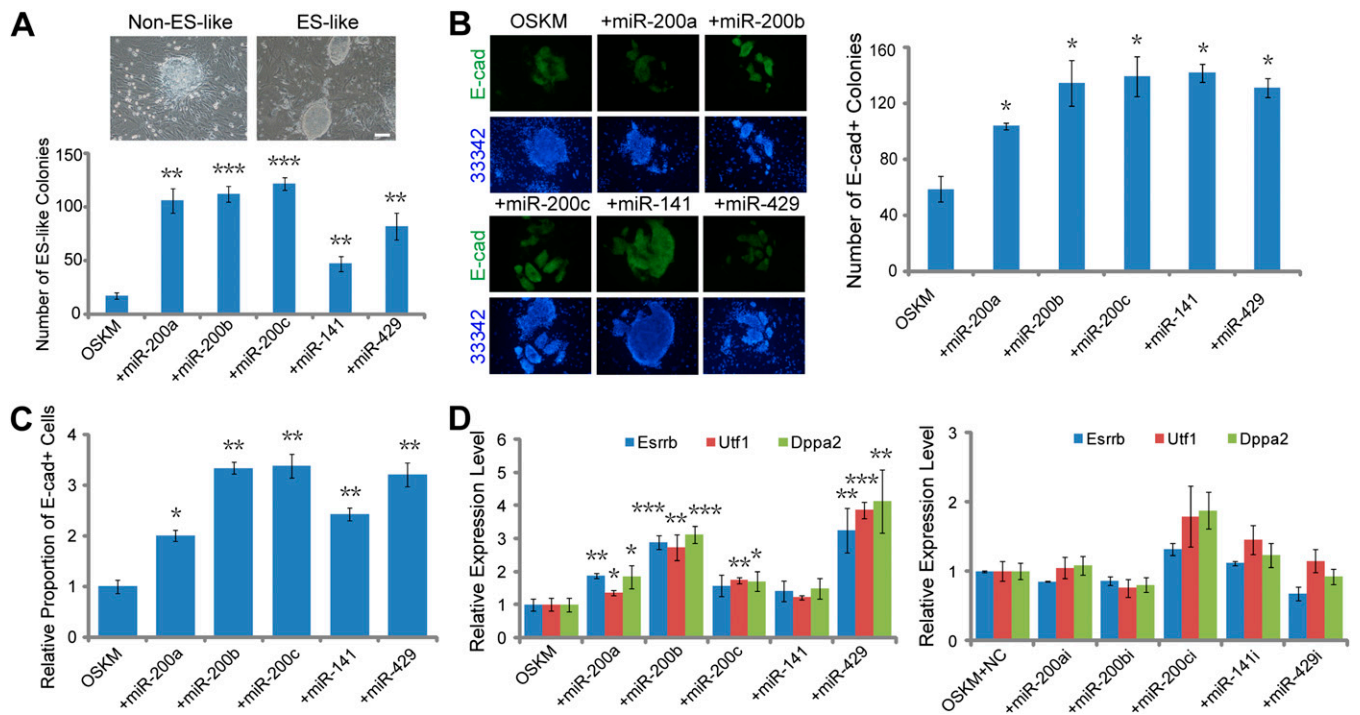 A
Non-ES-like ES-like
Number of ES-like Colonies
150
100
50
0
** *** *** ** **
OSKM +miR-200a +miR-200b +miR-200c +miR-141 +miR-429
B
OSKM +miR-200a +miR-200b
E-cad
33342
+miR-200c +miR-141 +miR-429
E-cad
33342
Number of E-cad+ Colonies
160
120
80
40
0
* * * * *
OSKM +miR-200a +miR-200b +miR-200c +miR-141 +miR-429
C
Relative Proportion of E-cad+ Cells
4
3
2
1
0
* ** ** ** **
OSKM +miR-200a +miR-200b +miR-200c +miR-141 +miR-429
D
Relative Expression Level
Esrrb Utf1 Dppa2
6
5
4
3
2
1
0
** * * *** ** *** ** * ** *** **
OSKM +miR-200a +miR-200b +miR-200c +miR-141 +miR-429
Relative Expression Level
Esrrb Utf1 Dppa2
3
2
1
0
OSKM+NC +miR-200ai +miR-200bi +miR-200ci +miR-141i +miR-429i